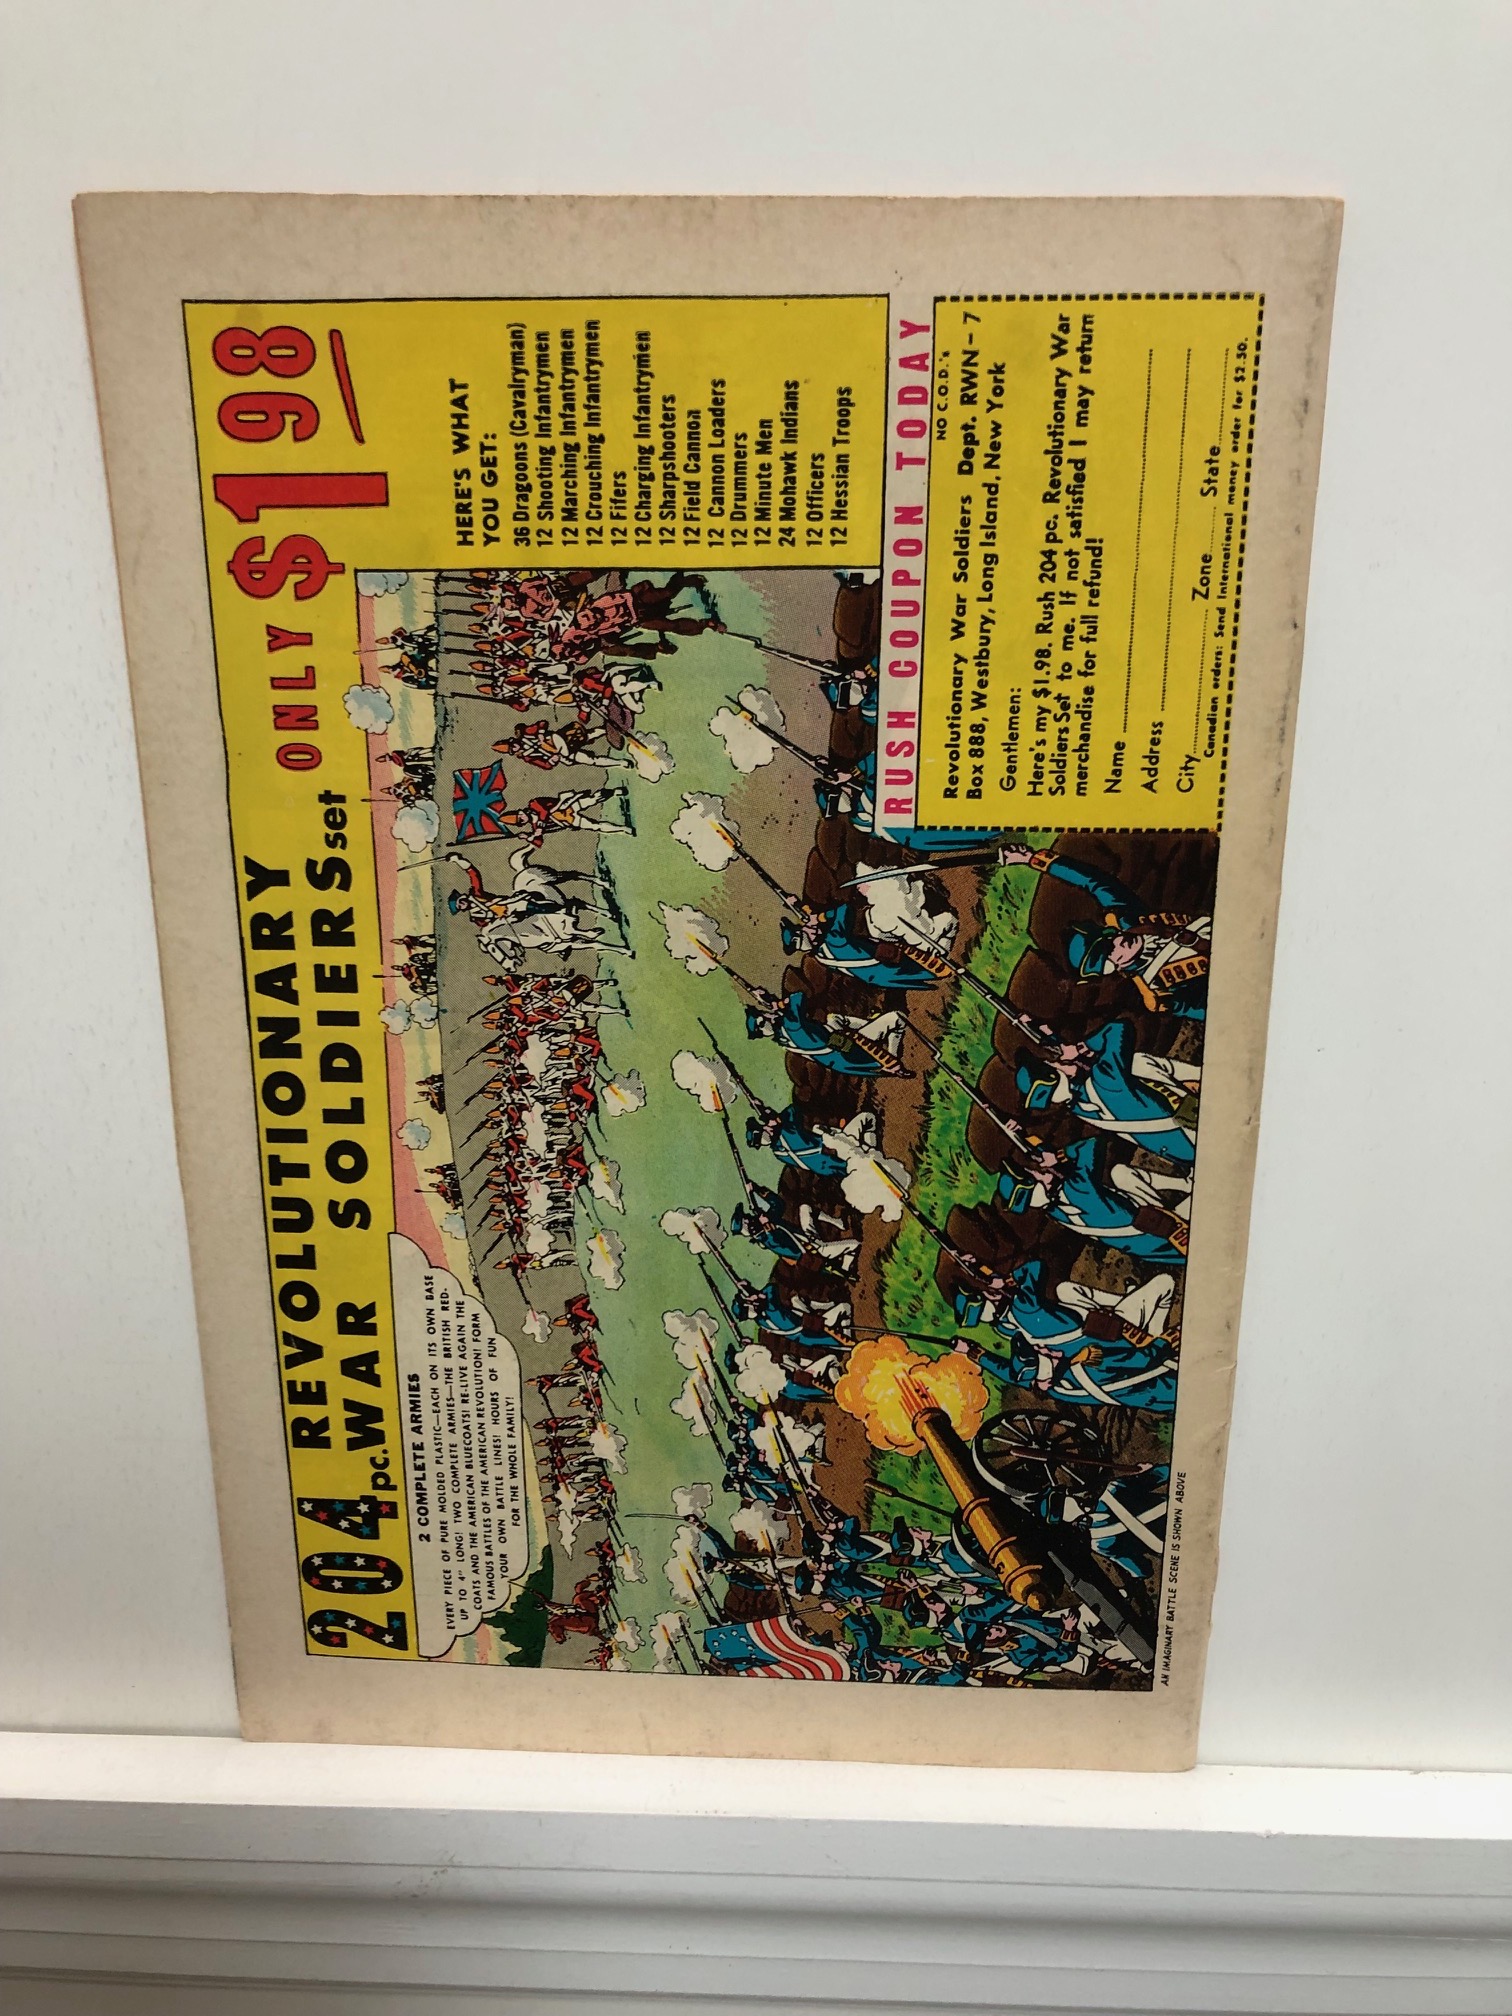 204 pc. REVOLUTIONARY
WAR SOLDIERS set
ONLY $1 98
2 COMPLETE ARMIES
EVERY PIECE OF PURE MOLDED PLASTIC—EACH ON ITS OWN BASE
UP TO 4" LONG! TWO COMPLETE ARMIES—THE BRITISH RED-
COATS AND THE AMERICAN BLUECOATS! RE-LIVE AGAIN THE
FAMOUS BATTLES OF THE AMERICAN REVOLUTION! FORM
YOUR OWN BATTLE LINES! HOURS OF FUN
FOR THE WHOLE FAMILY!
HERE'S WHAT
YOU GET:
36 Dragoons (Cavalryman)
12 Shooting Infantrymen
12 Marching Infantrymen
12 Crouching Infantrymen
12 Fifers
12 Charging Infantrymen
12 Sharpshooters
12 Field Cannon
12 Cannon Loaders
12 Drummers
12 Minute Men
24 Mohawk Indians
12 Officers
12 Hessian Troops
RUSH COUPON TODAY
NO C.O.D.'s
Revolutionary War Soldiers Dept. RWN-7
Box 888, Westbury, Long Island, New York
Gentlemen:
Here's my $1.98. Rush 204 pc. Revolutionary War
Soldiers Set to me. If not satisfied I may return
merchandise for full refund!
Name
Address
City Zone State
Canadian orders: Send International money order for $2.50.
AN IMAGINARY BATTLE SCENE IS SHOWN ABOVE